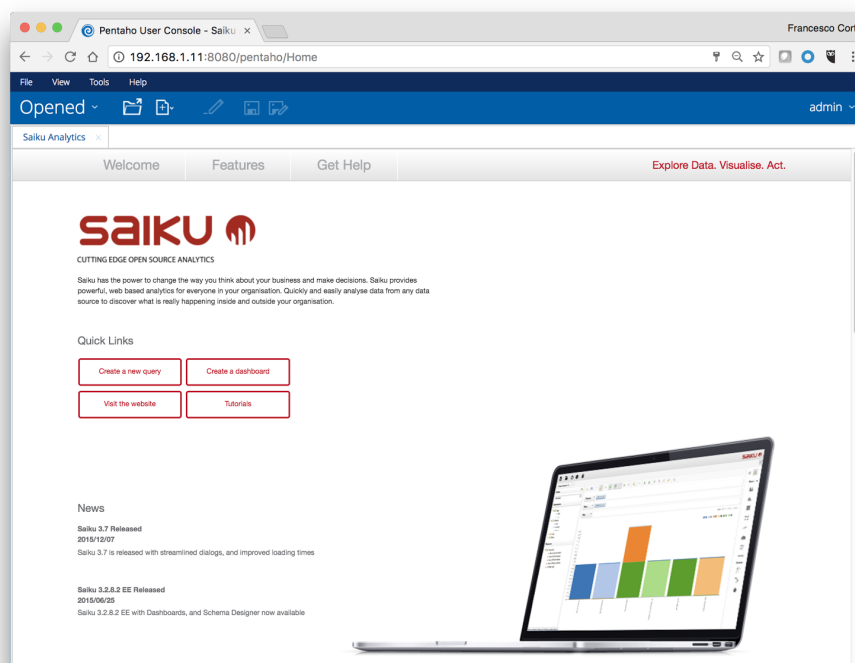 Pentaho User Console - Saiku
Francesco Cort
192.168.1.11:8080/pentaho/Home
File View Tools Help
Opened
admin
Saiku Analytics
Welcome Features Get Help
Explore Data. Visualise. Act.
saiku
CUTTING EDGE OPEN SOURCE ANALYTICS
Saiku has the power to change the way you think about your business and make decisions. Saiku provides
powerful, web based analytics for everyone in your organisation. Quickly and easily analyse data from any data
source to discover what is really happening inside and outside your organisation.
Quick Links
Create a new query Create a dashboard
Visit the website Tutorials
News
Saiku 3.7 Released
2015/12/07
Saiku 3.7 is released with streamlined dialogs, and improved loading times
Saiku 3.2.8.2 EE Released
2015/06/25
Saiku 3.2.8.2 EE with Dashboards, and Schema Designer now available
saiku